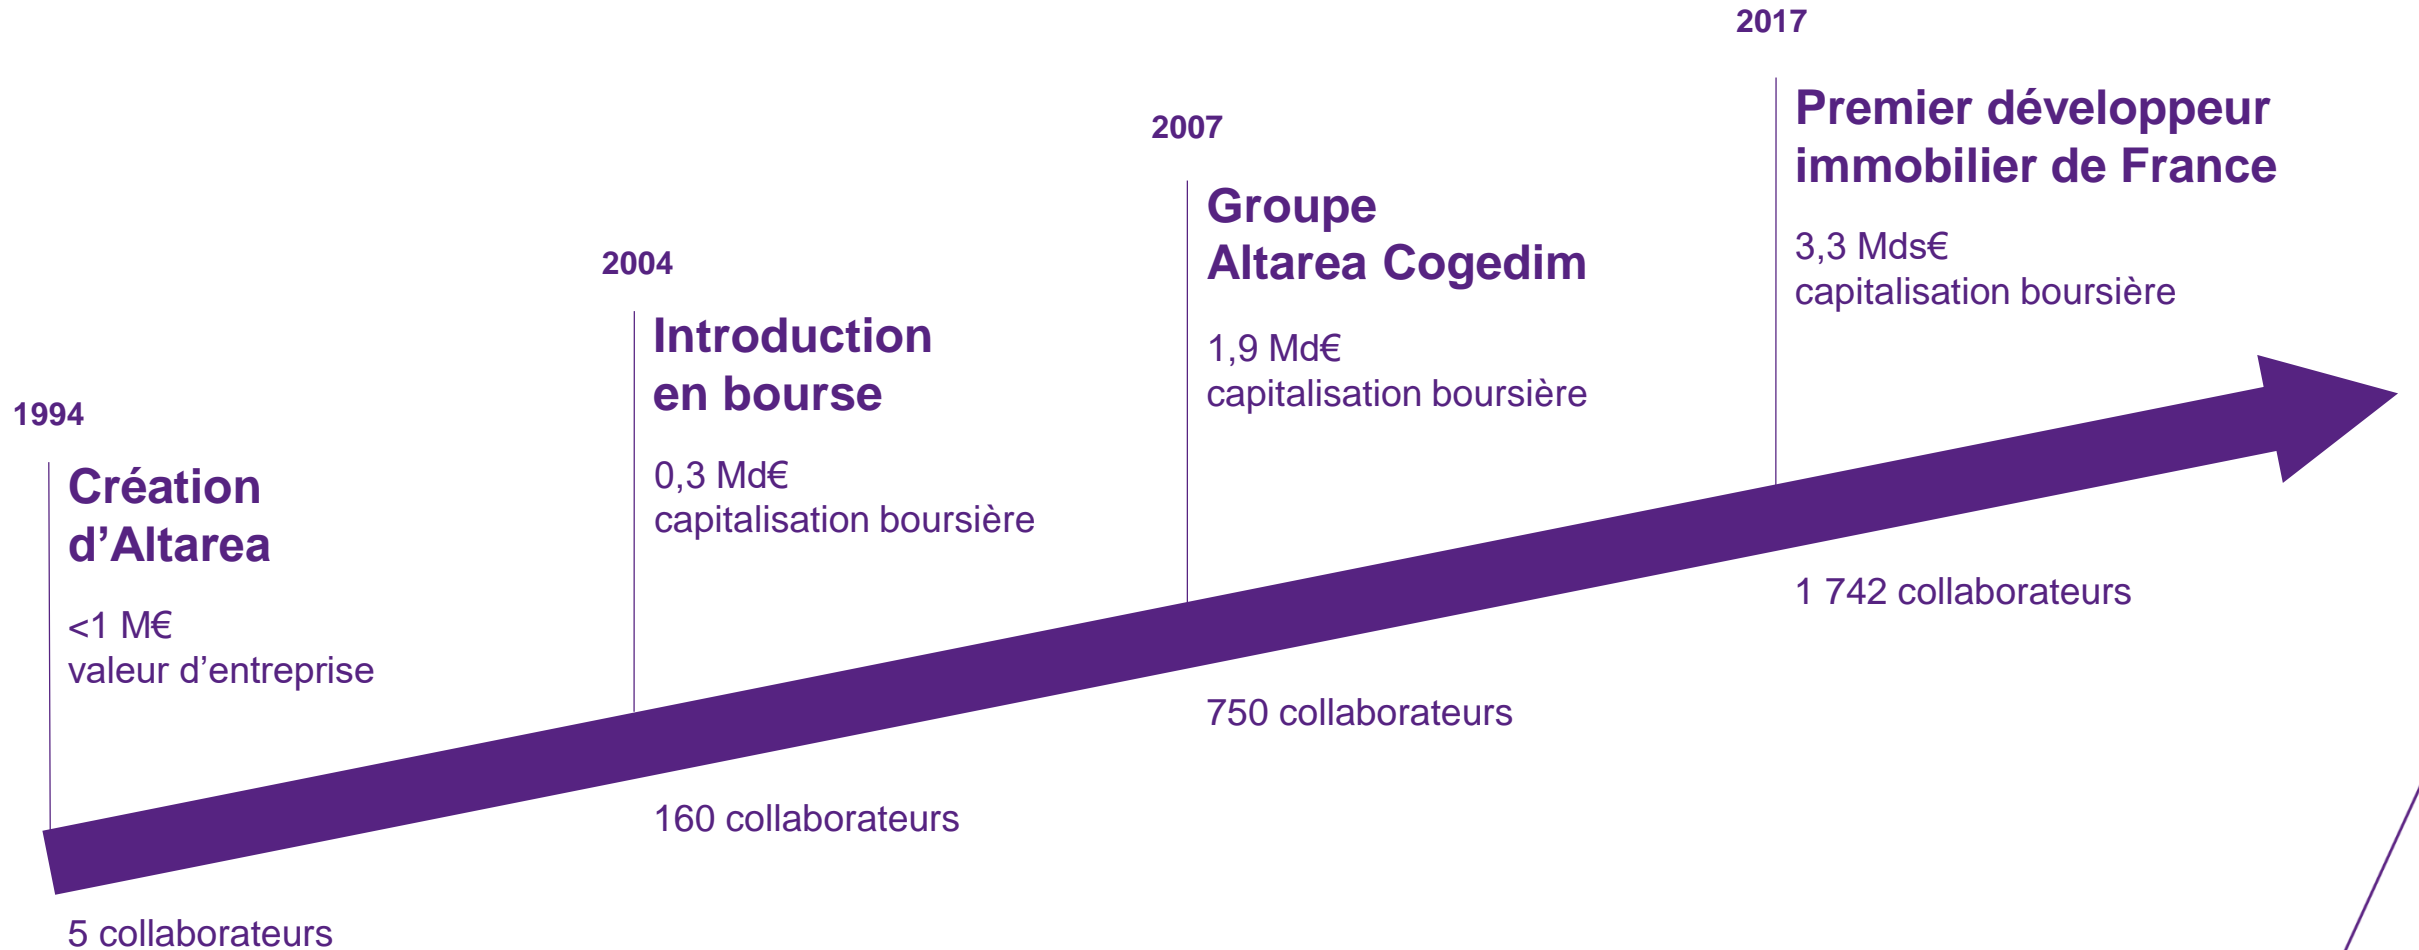 1994
Création
d’Altarea
<1 M€
valeur d’entreprise
5 collaborateurs
2004
Introduction
en bourse
0,3 Md€
capitalisation boursière
160 collaborateurs
2007
Groupe
Altarea Cogedim
1,9 Md€
capitalisation boursière
750 collaborateurs
2017
Premier développeur
immobilier de France
3,3 Mds€
capitalisation boursière
1 742 collaborateurs